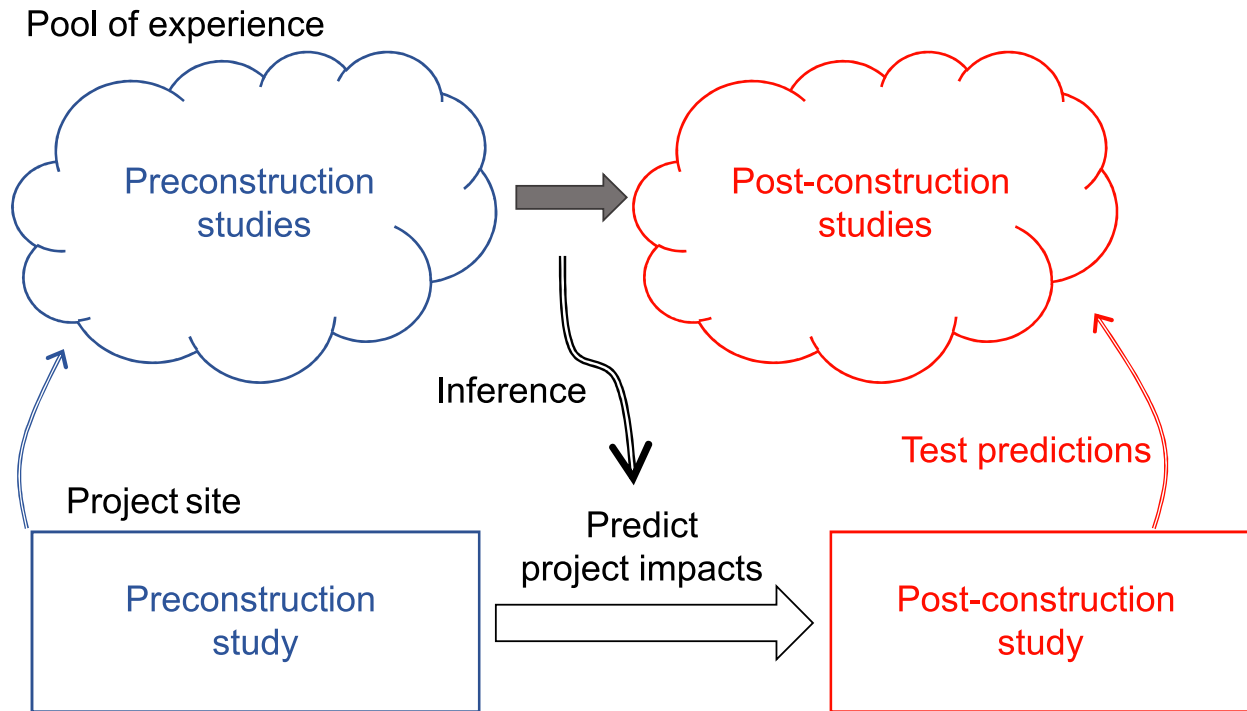 Pool of experience
Preconstruction
studies
Post-construction
studies
Inference
Test predictions
Project site
Predict
project impacts
Preconstruction
study
Post-construction
study